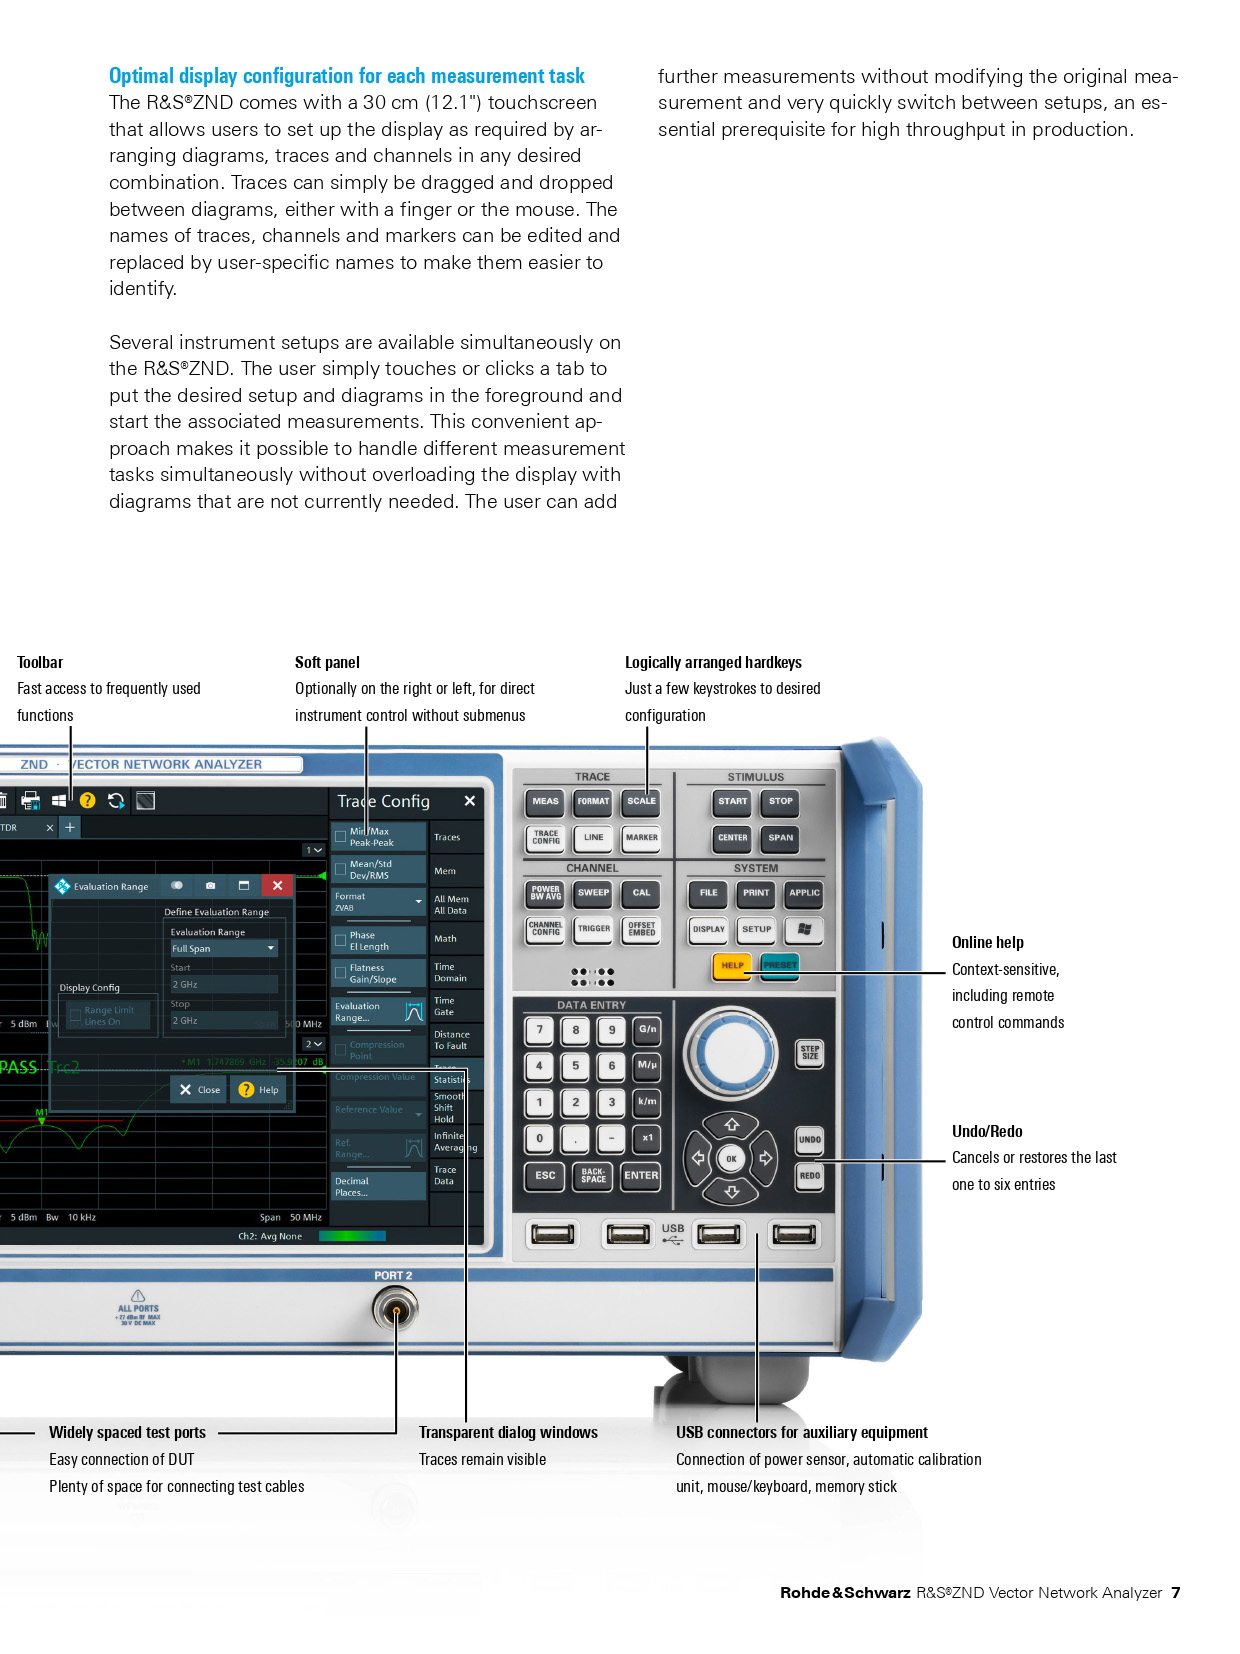 Optimal display configuration for each measurement task
The R&S®ZND comes with a 30 cm (12.1") touchscreen
that allows users to set up the display as required by ar-
ranging diagrams, traces and channels in any desired
combination. Traces can simply be dragged and dropped
between diagrams, either with a finger or the mouse. The
names of traces, channels and markers can be edited and
replaced by user-specific names to make them easier to
identify.
Several instrument setups are available simultaneously on
the R&S®ZND. The user simply touches or clicks a tab to
put the desired setup and diagrams in the foreground and
start the associated measurements. This convenient ap-
proach makes it possible to handle different measurement
tasks simultaneously without overloading the display with
diagrams that are not currently needed. The user can add
further measurements without modifying the original mea-
surement and very quickly switch between setups, an es-
sential prerequisite for high throughput in production.
Toolbar
Fast access to frequently used
functions
Soft panel
Optionally on the right or left, for direct
instrument control without submenus
Logically arranged hardkeys
Just a few keystrokes to desired
configuration
ZND · VECTOR NETWORK ANALYZER
TDR
Trace Config
Min/Max
Peak-Peak
Mean/Std
Dev/RMS
Format
ZVAB
Phase
El Length
Flatness
Gain/Slope
Evaluation
Range...
Compression
Point
Compression Value
Reference Value
Ref.
Range...
Decimal
Places...
Traces
Mem
All Mem
All Data
Math
Time
Domain
Time
Gate
Distance
To Fault
Trace
Statistics
Smooth
Shift
Hold
Infinite
Averaging
Trace
Data
1
Evaluation Range
Define Evaluation Range
Evaluation Range
Full Span
Start
2 GHz
Stop
2 GHz
Display Config
Range Limit
Lines On
Close
? Help
5 dBm
MHz
2
PASS Trc2
M1 1.747869 GHz dB
M1
5 dBm Bw 10 kHz
Span 50 MHz
Ch2: Avg None
TRACE
MEAS FORMAT SCALE
TRACE CONFIG LINE MARKER
CHANNEL
POWER BW AVG SWEEP CAL
CHANNEL CONFIG TRIGGER OFFSET EMBED
STIMULUS
START STOP
CENTER SPAN
SYSTEM
FILE PRINT APPLIC
DISPLAY SETUP
HELP PRESET
DATA ENTRY
7 8 9 G/n
4 5 6 M/µ
1 2 3 k/m
0 . − x1
ESC BACK-SPACE ENTER
STEP SIZE
OK
UNDO
REDO
USB
PORT 2
ALL PORTS
+27 dBm RF MAX
30 V DC MAX
Online help
Context-sensitive,
including remote
control commands
Undo/Redo
Cancels or restores the last
one to six entries
Widely spaced test ports
Easy connection of DUT
Plenty of space for connecting test cables
Transparent dialog windows
Traces remain visible
USB connectors for auxiliary equipment
Connection of power sensor, automatic calibration
unit, mouse/keyboard, memory stick
Rohde & Schwarz R&S®ZND Vector Network Analyzer 7